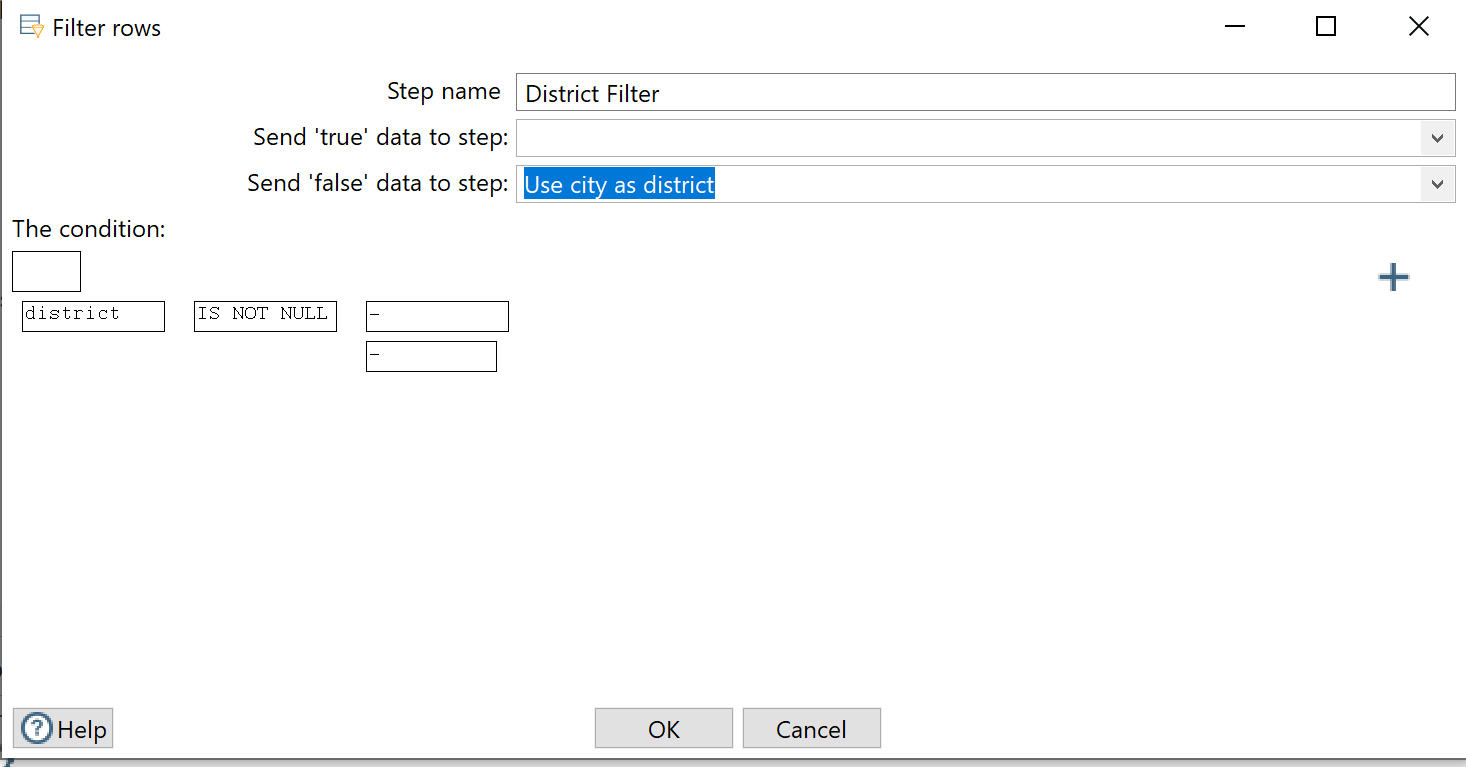 Filter rows
Step name District Filter
Send 'true' data to step:
Send 'false' data to step: Use city as district
The condition:
district IS NOT NULL -
-
Help OK Cancel